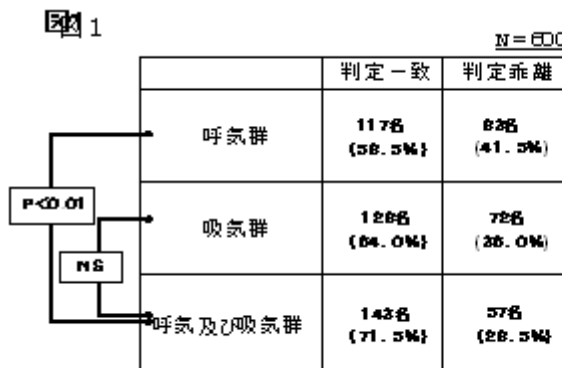 図1
N=600
判定一致 判定乖離
呼気群 117名 83名
(58.5%) (41.5%)
P<0.01
吸気群 128名 72名
(64.0%) (36.0%)
NS
呼気及び吸気群 143名 57名
(71.5%) (28.5%)